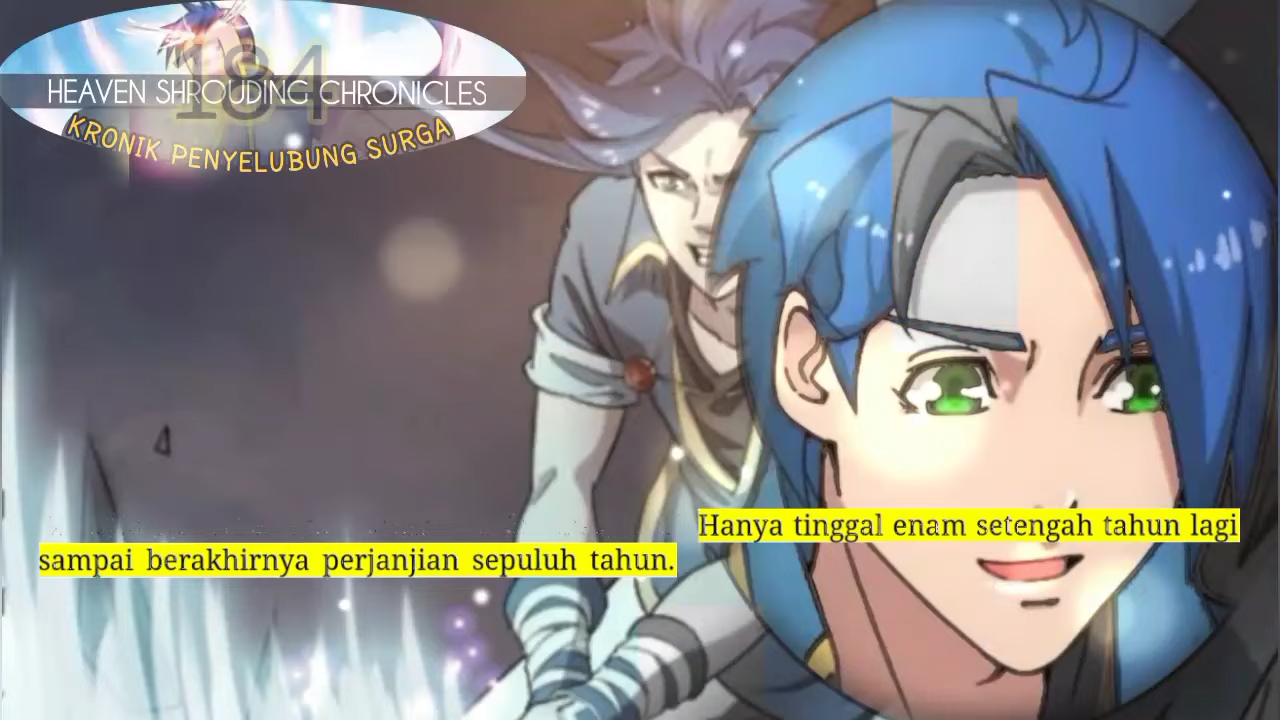 184
HEAVEN SHROUDING CHRONICLES
KRONIK PENYELUBUNG SURGA
Hanya tinggal enam setengah tahun lagi
sampai berakhirnya perjanjian sepuluh tahun.